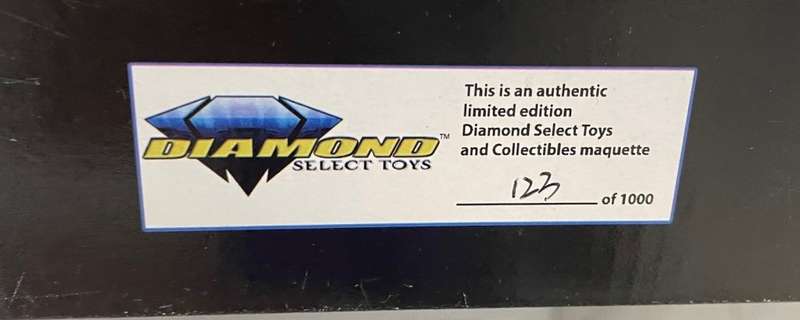 DIAMOND™
SELECT TOYS
This is an authentic
limited edition
Diamond Select Toys
and Collectibles maquette
123 of 1000